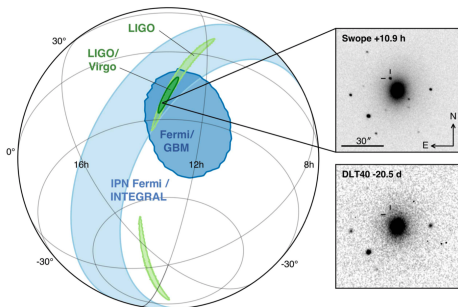 LIGO
30°
LIGO/
Virgo
30°
0°
16h
Fermi/
GBM
12h
8h
IPN Fermi /
INTEGRAL
-30°
-30°
Swope +10.9 h
N
30"
E
DLT40 -20.5 d